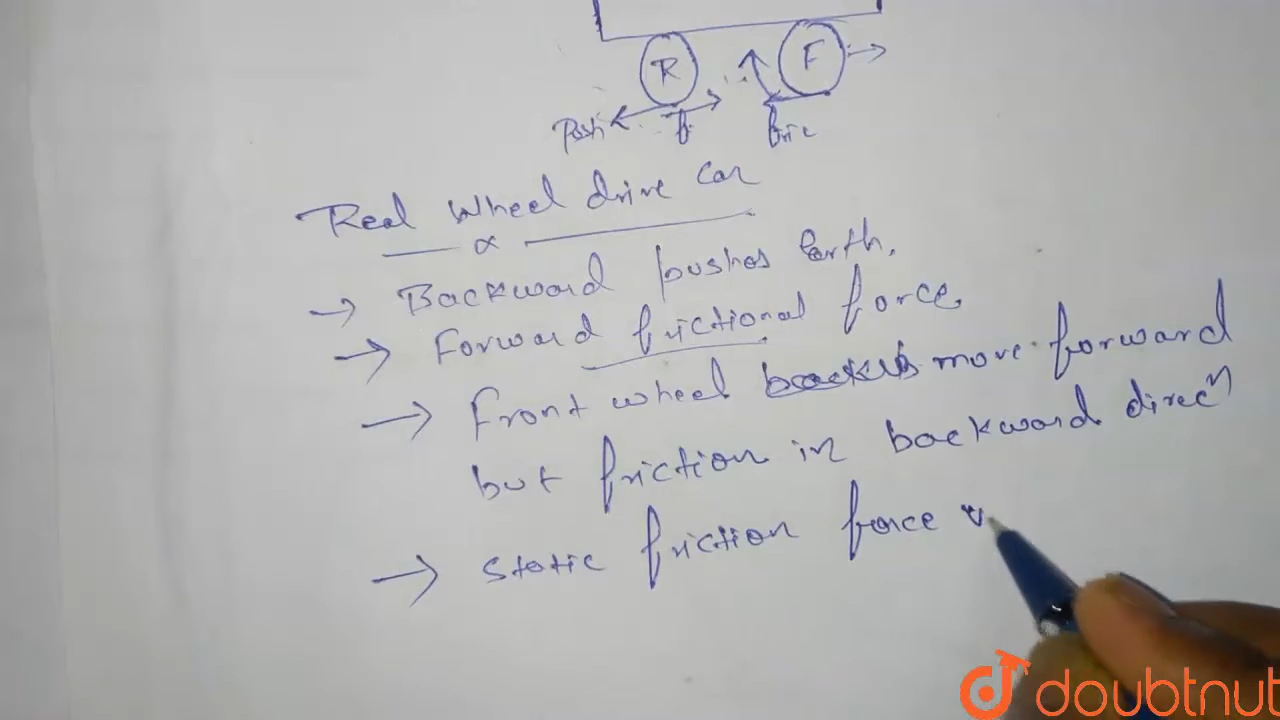 R F
Push f fric
Real wheel drive car
→ Backward pushes Earth.
→ Forward frictional force
→ Front wheel move forward
but friction in backward direcⁿ
→ Static friction force
doubtnut